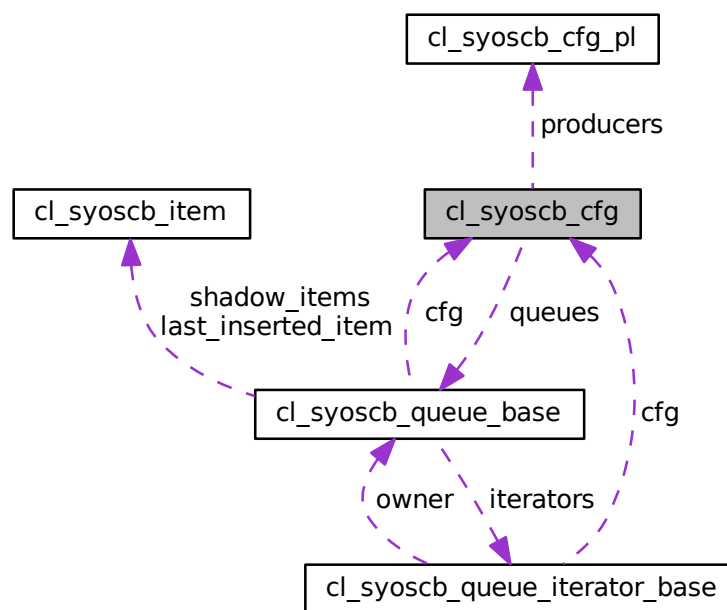 cl_syoscb_cfg_pl
producers
cl_syoscb_item
cl_syoscb_cfg
shadow_items
last_inserted_item
cfg
queues
cl_syoscb_queue_base
cfg
owner
iterators
cl_syoscb_queue_iterator_base